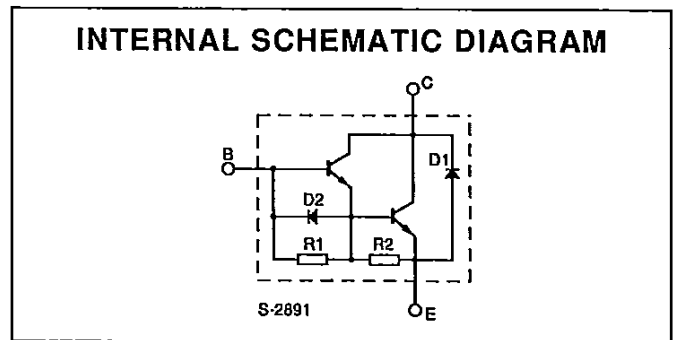 INTERNAL SCHEMATIC DIAGRAM
C
B
D1
D2
R1
R2
S-2891
E